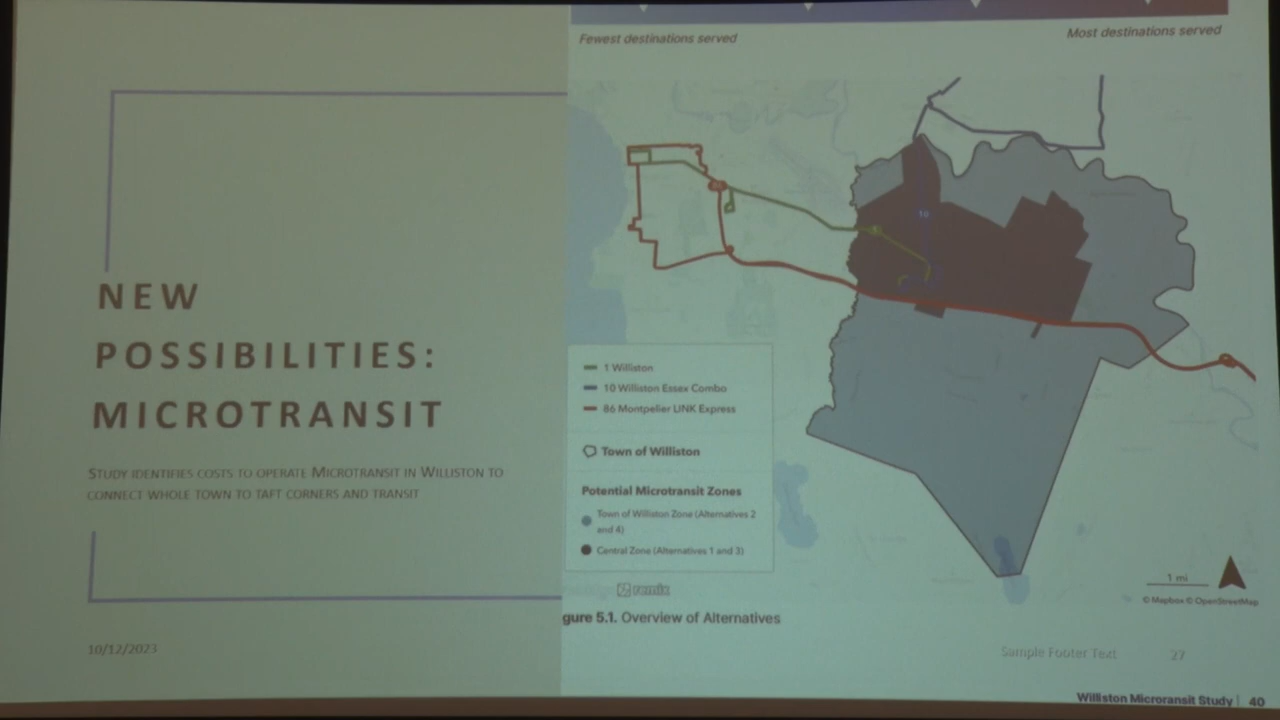 NEW
POSSIBILITIES:
MICROTRANSIT
STUDY IDENTIFIES COSTS TO OPERATE MICROTRANSIT IN WILLISTON TO
CONNECT WHOLE TOWN TO TAFT CORNERS AND TRANSIT
10/12/2023
Fewest destinations served
Most destinations served
10
1 Williston
10 Williston Essex Combo
86 Montpelier LINK Express
Town of Williston
Potential Microtransit Zones
Town of Williston Zone (Alternatives 2
and 4)
Central Zone (Alternatives 1 and 3)
remix
1 mi
© Mapbox © OpenStreetMap
gure 5.1. Overview of Alternatives
Sample Footer Text
27
Williston Microransit Study | 40